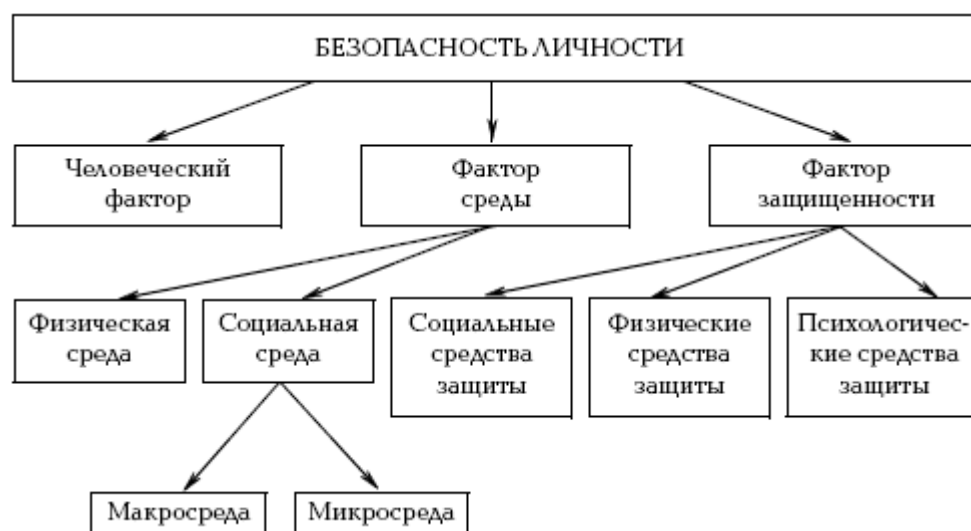 БЕЗОПАСНОСТЬ ЛИЧНОСТИ
Человеческий
фактор
Фактор
среды
Фактор
защищенности
Физическая
среда
Социальная
среда
Социальные
средства
защиты
Физические
средства
защиты
Психологичес-
кие средства
защиты
Макросреда
Микросреда